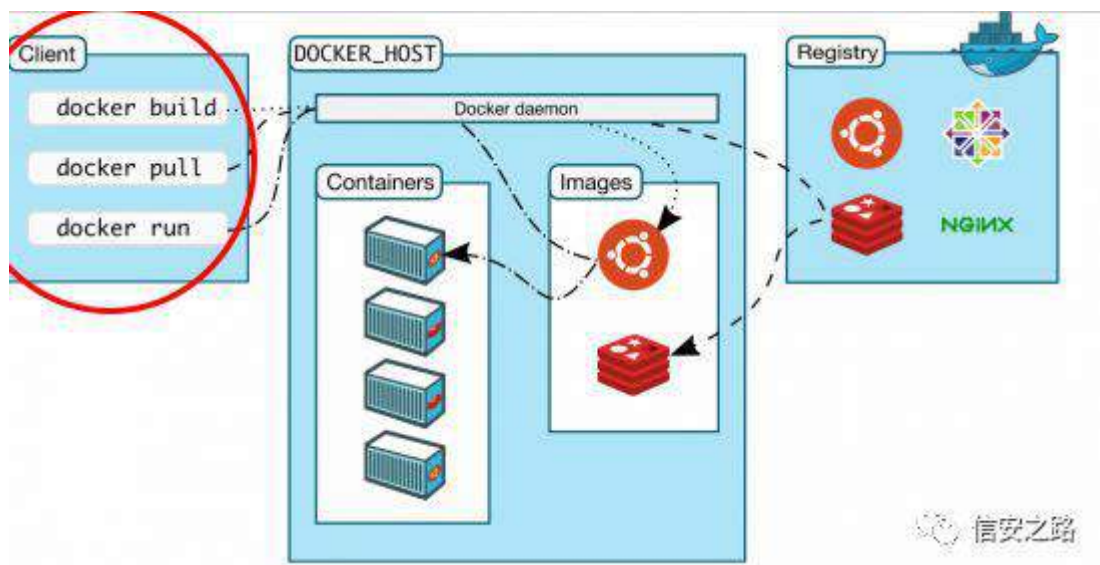 Client
docker build
docker pull
docker run
DOCKER_HOST
Docker daemon
Containers
Images
Registry
NGINX
信安之路